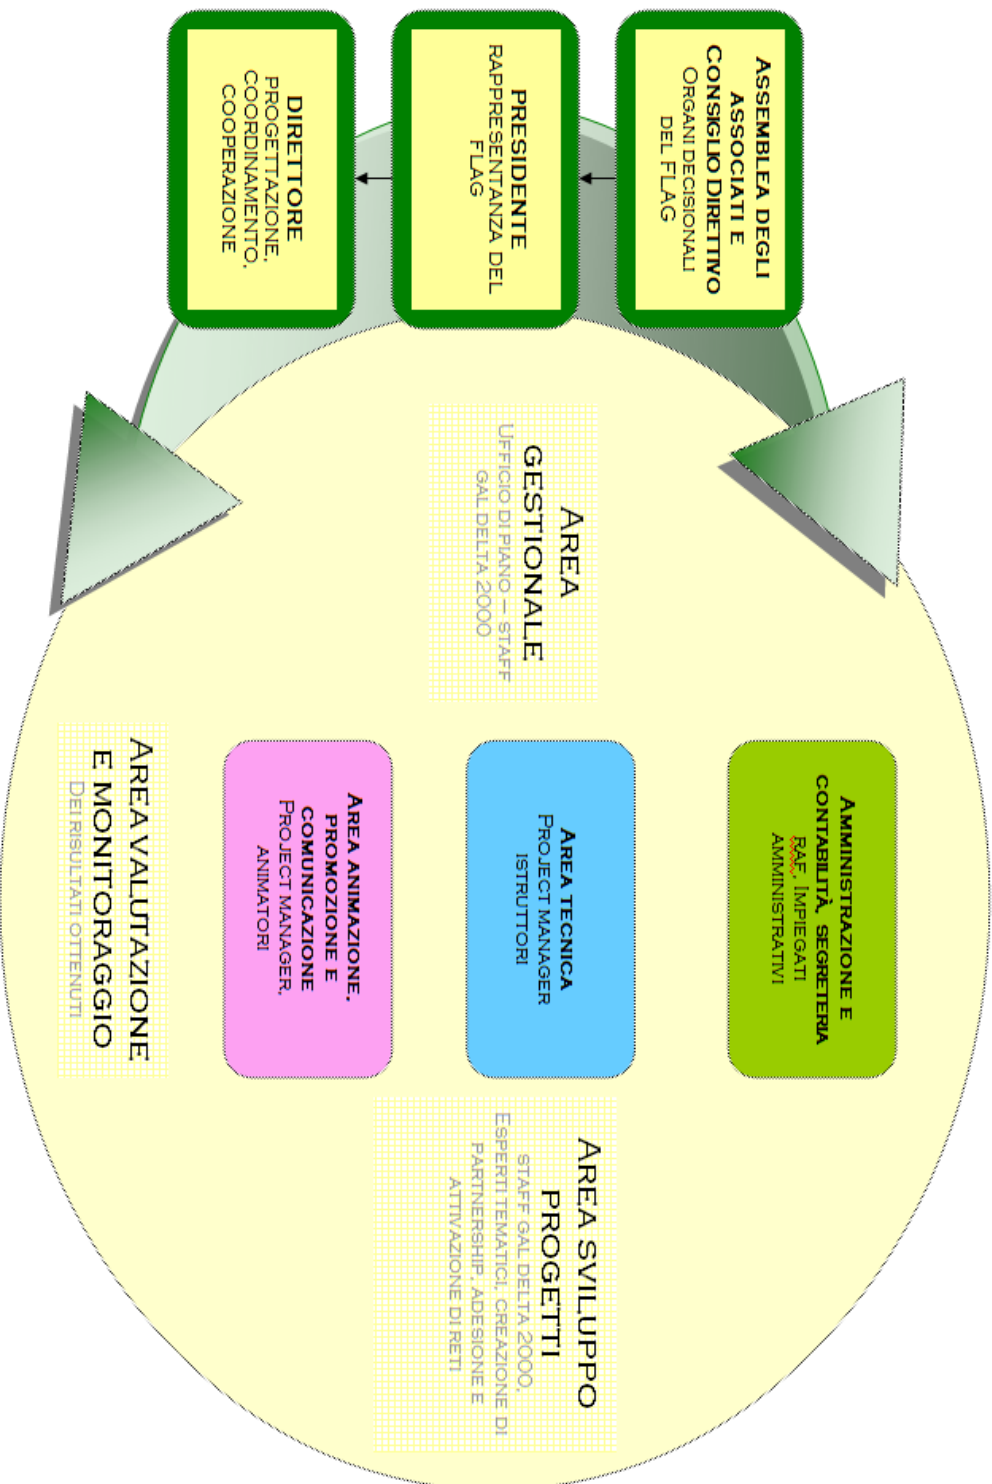 ASSEMBLEA DEGLI
ASSOCIATI E
CONSIGLIO DIRETTIVO
ORGANI DECISIONALI
DEL FLAG
PRESIDENTE
RAPPRESENTANZA DEL
FLAG
DIRETTORE
PROGETTAZIONE,
COORDINAMENTO,
COOPERAZIONE
AREA
GESTIONALE
UFFICIO DI PIANO – STAFF
GAL DELTA 2000
AMMINISTRAZIONE E
CONTABILITÀ, SEGRETERIA
RAF, IMPIEGATI
AMMINISTRATIVI
AREA TECNICA
PROJECT MANAGER
ISTRUTTORI
AREA ANIMAZIONE,
PROMOZIONE E
COMUNICAZIONE
PROJECT MANAGER,
ANIMATORI
AREA VALUTAZIONE
E MONITORAGGIO
DEI RISULTATI OTTENUTI
AREA SVILUPPO
PROGETTI
STAFF GAL DELTA 2000,
ESPERTI TEMATICI, CREAZIONE DI
PARTNERSHIP, ADESIONE E
ATTIVAZIONE DI RETI